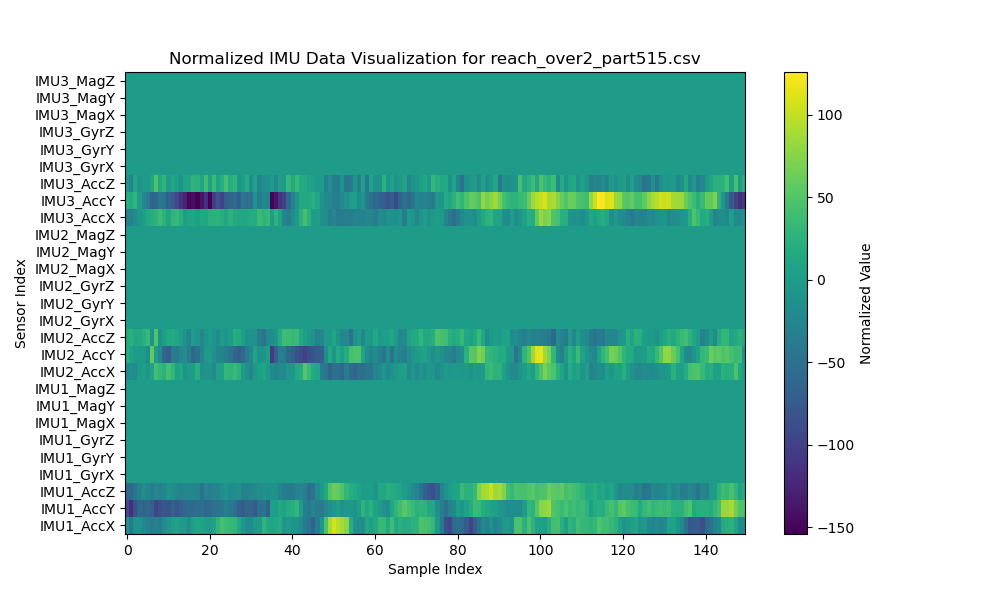 Normalized IMU Data Visualization for reach_over2_part515.csv
IMU3_MagZ
IMU3_MagY
IMU3_MagX
IMU3_GyrZ
IMU3_GyrY
IMU3_GyrX
IMU3_AccZ
IMU3_AccY
IMU3_AccX
IMU2_MagZ
IMU2_MagY
IMU2_MagX
IMU2_GyrZ
IMU2_GyrY
IMU2_GyrX
IMU2_AccZ
IMU2_AccY
IMU2_AccX
IMU1_MagZ
IMU1_MagY
IMU1_MagX
IMU1_GyrZ
IMU1_GyrY
IMU1_GyrX
IMU1_AccZ
IMU1_AccY
IMU1_AccX
Sensor Index
0 20 40 60 80 100 120 140
Sample Index
100
50
0
−50
−100
−150
Normalized Value